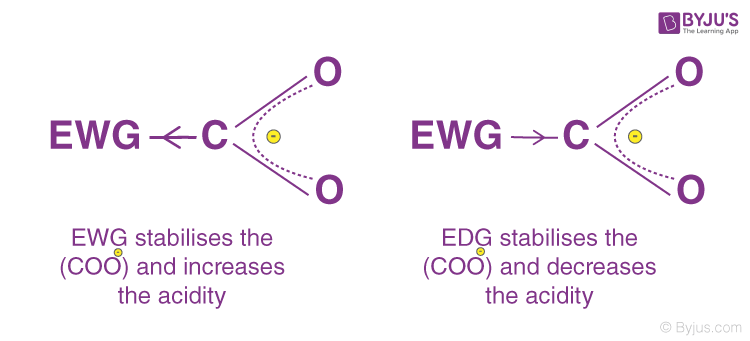 BYJU'S
The Learning App
O
EWG C
O
EWG stabilises the
(COO) and increases
the acidity
O
EWG C
O
EDG stabilises the
(COO) and decreases
the acidity
© Byjus.com